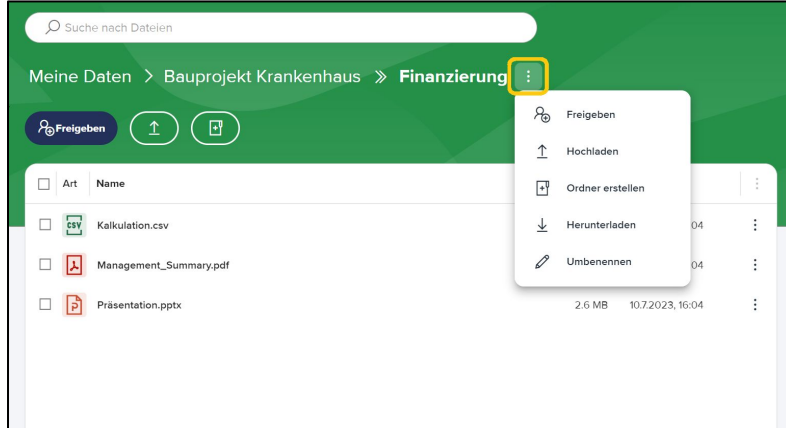 Suche nach Dateien
Meine Daten > Bauprojekt Krankenhaus >> Finanzierung
Freigeben
Freigeben
Hochladen
Art Name
Ordner erstellen
CSV Kalkulation.csv Herunterladen 04
Management_Summary.pdf Umbenennen 04
Präsentation.pptx 2.6 MB 10.7.2023, 16:04